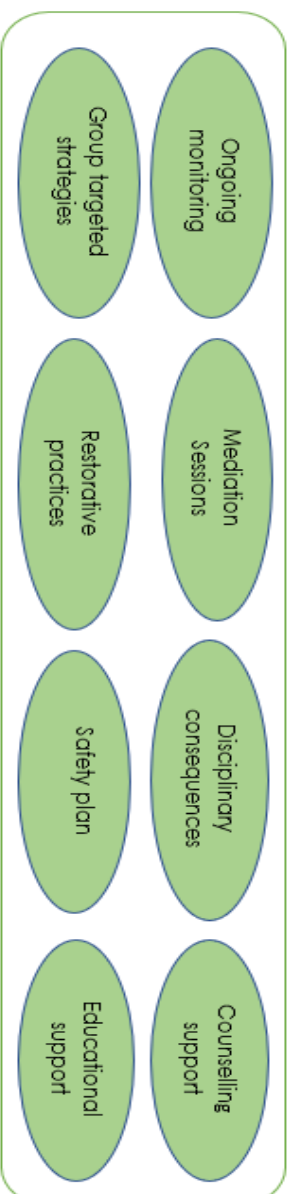 Ongoing
monitoring
Mediation
Sessions
Disciplinary
consequences
Counselling
support
Group targeted
strategies
Restorative
practices
Safety plan
Educational
support